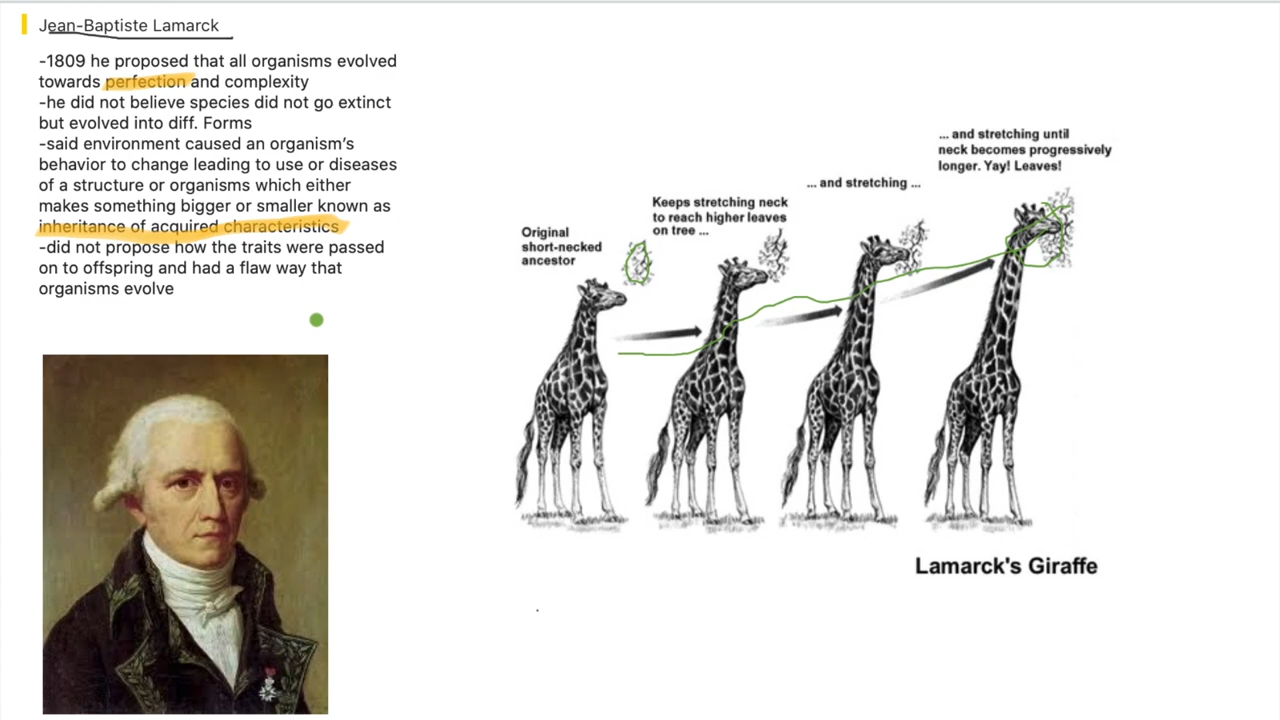 Jean-Baptiste Lamarck
-1809 he proposed that all organisms evolved
towards perfection and complexity
-he did not believe species did not go extinct
but evolved into diff. Forms
-said environment caused an organism's
behavior to change leading to use or diseases
of a structure or organisms which either
makes something bigger or smaller known as
inheritance of acquired characteristics
-did not propose how the traits were passed
on to offspring and had a flaw way that
organisms evolve
Original
short-necked
ancestor
Keeps stretching neck
to reach higher leaves
on tree ...
... and stretching ...
... and stretching until
neck becomes progressively
longer. Yay! Leaves!
Lamarck's Giraffe